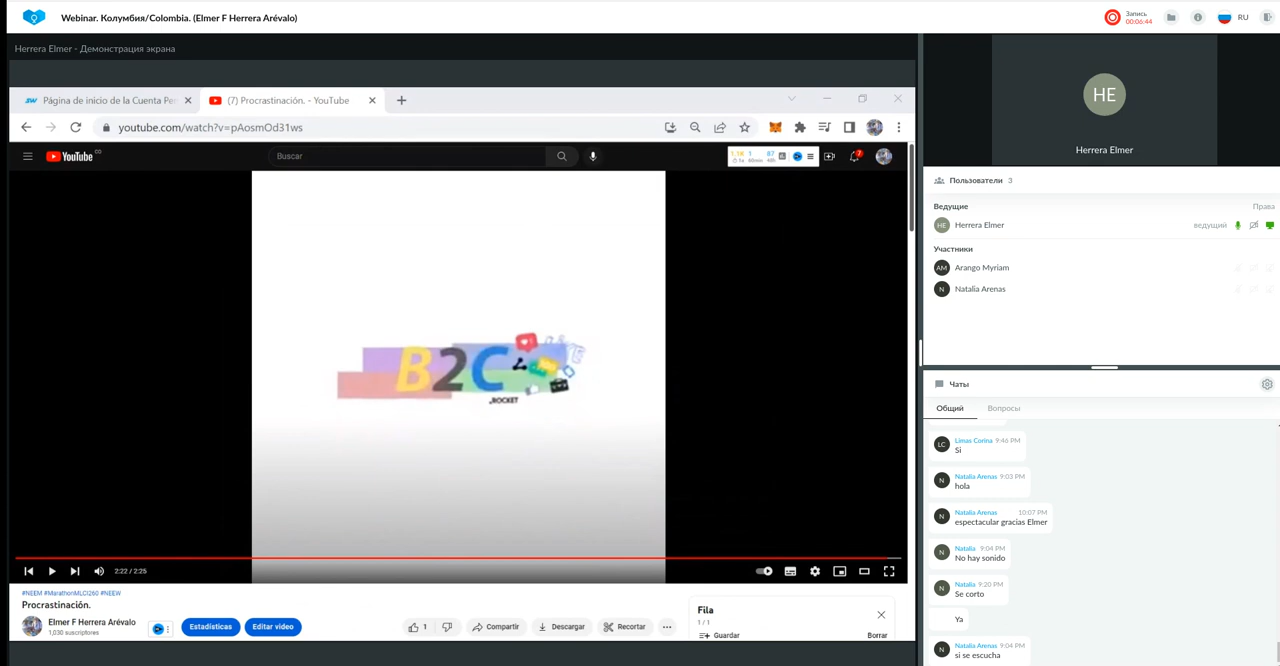 Webinar. Колумбия/Colombia. (Elmer F Herrera Arévalo)
Запись
00:06:44
RU
Herrera Elmer - Демонстрация экрана
Página de inicio de la Cuenta Per
(7) Procrastinación. - YouTube
youtube.com/watch?v=pAosmOd31ws
YouTube CO
Buscar
7
B2C
.ROCKET
2:22 / 2:25
#NEEM #MarathonMLCI260 #NEEW
Procrastinación.
Elmer F Herrera Arévalo
1,030 suscriptores
Estadísticas
Editar video
1
Compartir
Descargar
Recortar
Fila
1 / 1
Guardar
Borrar
HE
Herrera Elmer
Пользователи 3
Ведущие
Права
HE
Herrera Elmer
ведущий
Участники
AM
Arango Myriam
N
Natalia Arenas
Чаты
Общий
Вопросы
LC
Limas Corina 9:46 PM
Si
N
Natalia Arenas 9:03 PM
hola
N
Natalia Arenas 10:07 PM
espectacular gracias Elmer
N
Natalia 9:04 PM
No hay sonido
N
Natalia 9:20 PM
Se corto
Ya
N
Natalia Arenas 9:04 PM
si se escucha